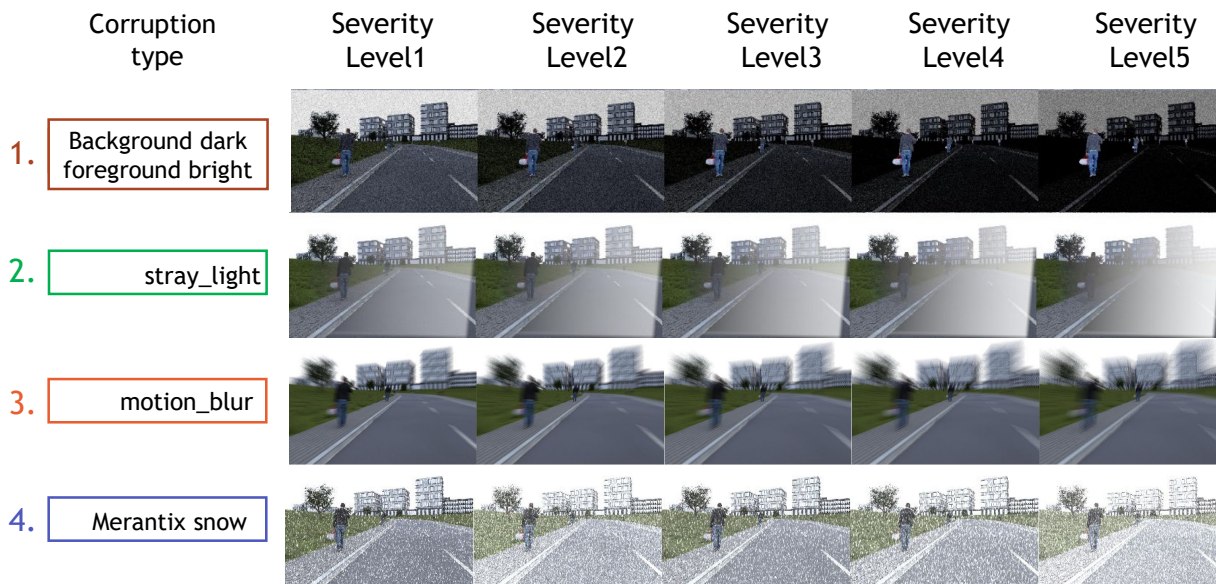 Corruption
type
Severity
Level1
Severity
Level2
Severity
Level3
Severity
Level4
Severity
Level5
1.
Background dark
foreground bright
2.
stray_light
3.
motion_blur
4.
Merantix snow